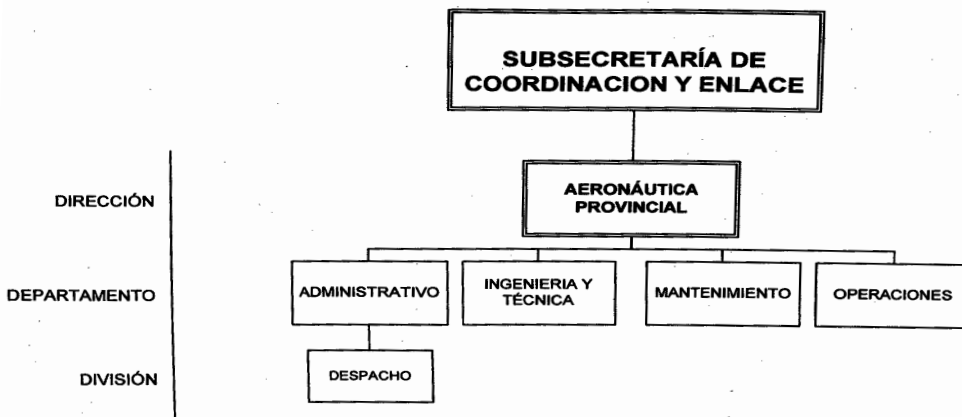 SUBSECRETARÍA DE
COORDINACION Y ENLACE
DIRECCIÓN
AERONÁUTICA
PROVINCIAL
DEPARTAMENTO
ADMINISTRATIVO
INGENIERIA Y
TÉCNICA
MANTENIMIENTO
OPERACIONES
DIVISIÓN
DESPACHO